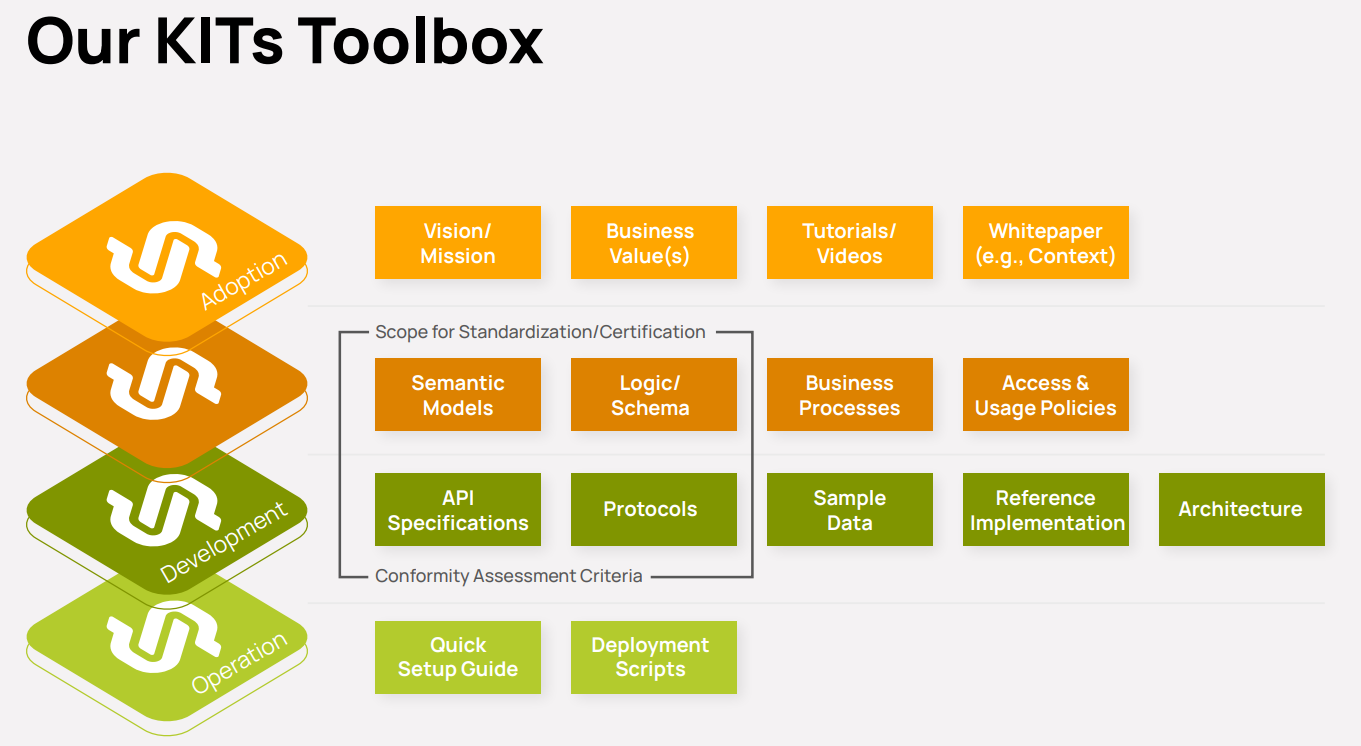 Our KITs Toolbox
Adoption
Vision/
Mission
Business
Value(s)
Tutorials/
Videos
Whitepaper
(e.g., Context)
Scope for Standardization/Certification
Semantic
Models
Logic/
Schema
Business
Processes
Access &
Usage Policies
Development
API
Specifications
Protocols
Sample
Data
Reference
Implementation
Architecture
Conformity Assessment Criteria
Operation
Quick
Setup Guide
Deployment
Scripts